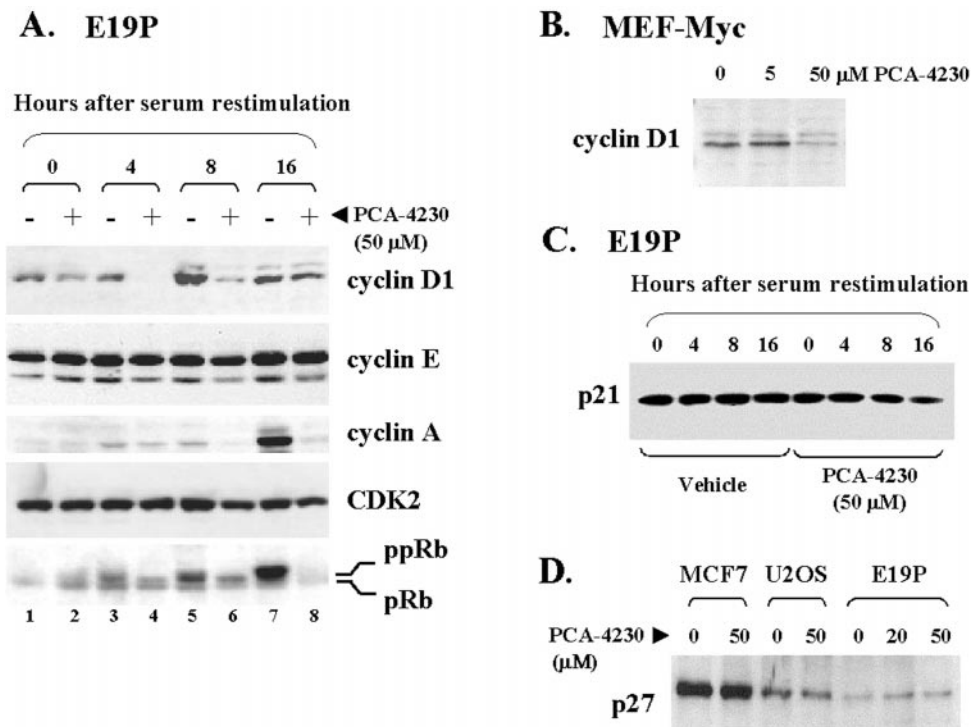 A. E19P
Hours after serum restimulation
0 4 8 16
- + - + - + - +
◄ PCA-4230
(50 μM)
cyclin D1
cyclin E
cyclin A
CDK2
ppRb
pRb
1 2 3 4 5 6 7 8
B. MEF-Myc
0 5 50 μM PCA-4230
cyclin D1
C. E19P
Hours after serum restimulation
0 4 8 16 0 4 8 16
p21
Vehicle
PCA-4230
(50 μM)
D.
MCF7 U2OS E19P
PCA-4230 ►
(μM)
0 50 0 50 0 20 50
p27